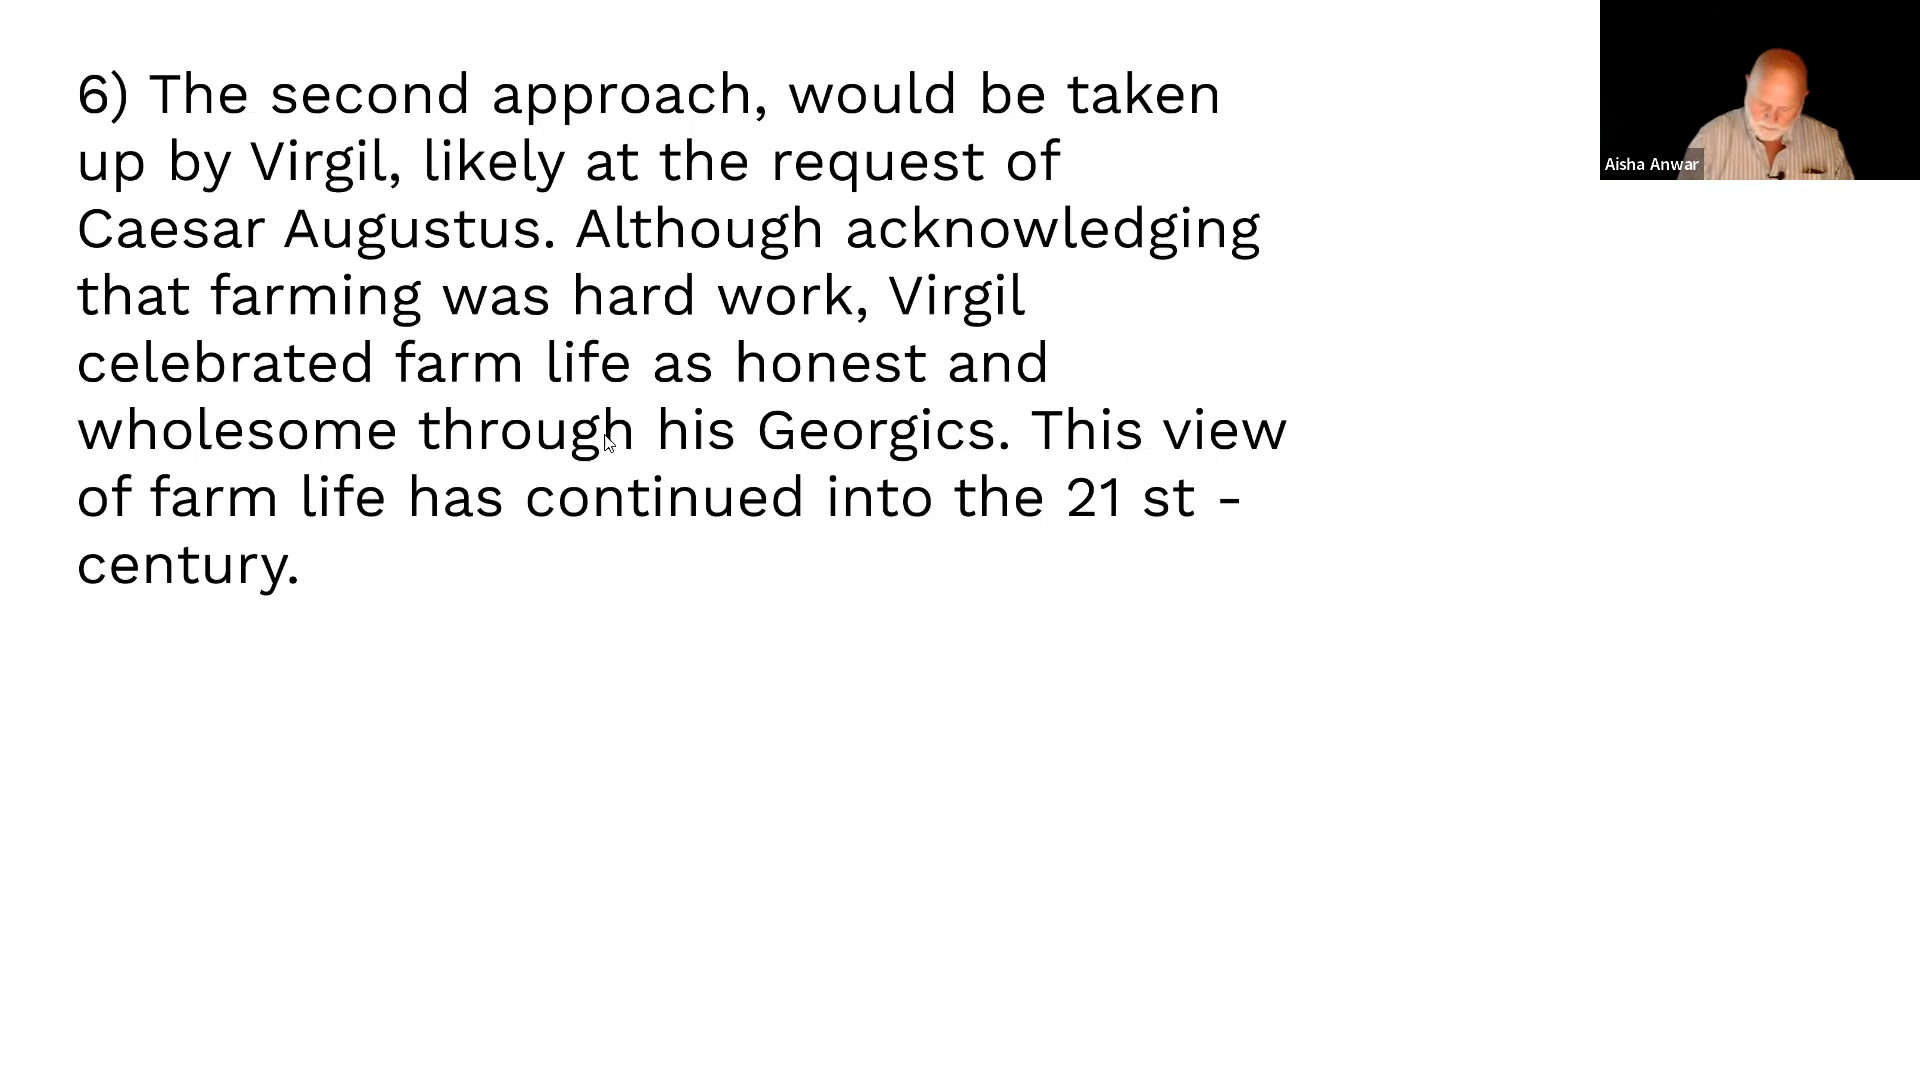 6) The second approach, would be taken
up by Virgil, likely at the request of
Caesar Augustus. Although acknowledging
that farming was hard work, Virgil
celebrated farm life as honest and
wholesome through his Georgics. This view
of farm life has continued into the 21 st -
century.
Aisha Anwar